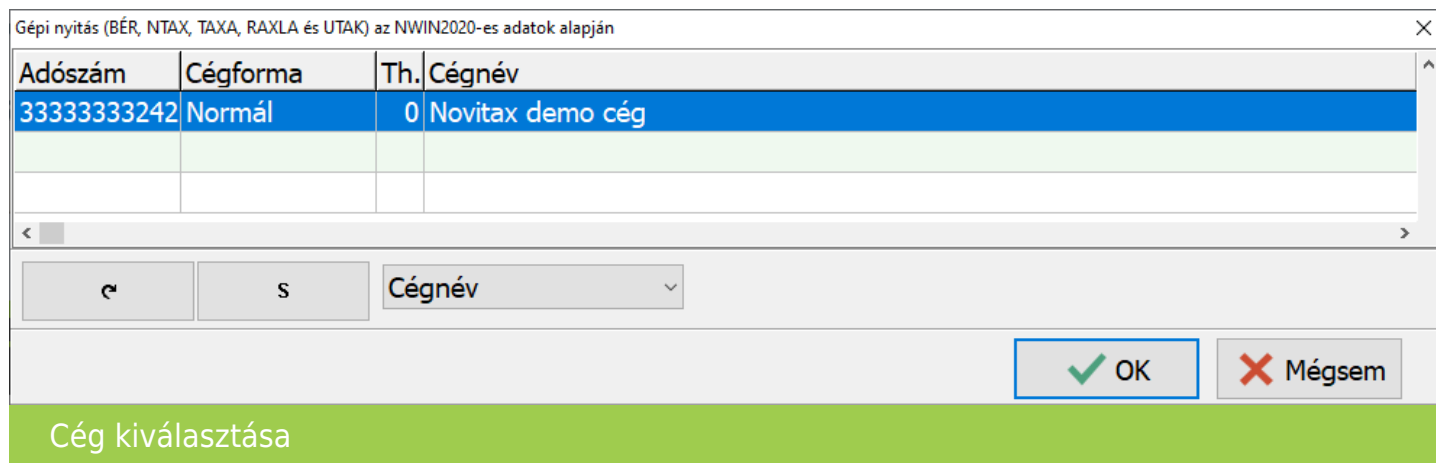 Gépi nyitás (BÉR, NTAX, TAXA, RAXLA és UTAK) az NWIN2020-es adatok alapján
Adószám Cégforma Th. Cégnév
33333333242 Normál 0 Novitax demo cég
S Cégnév
OK Mégsem
Cég kiválasztása